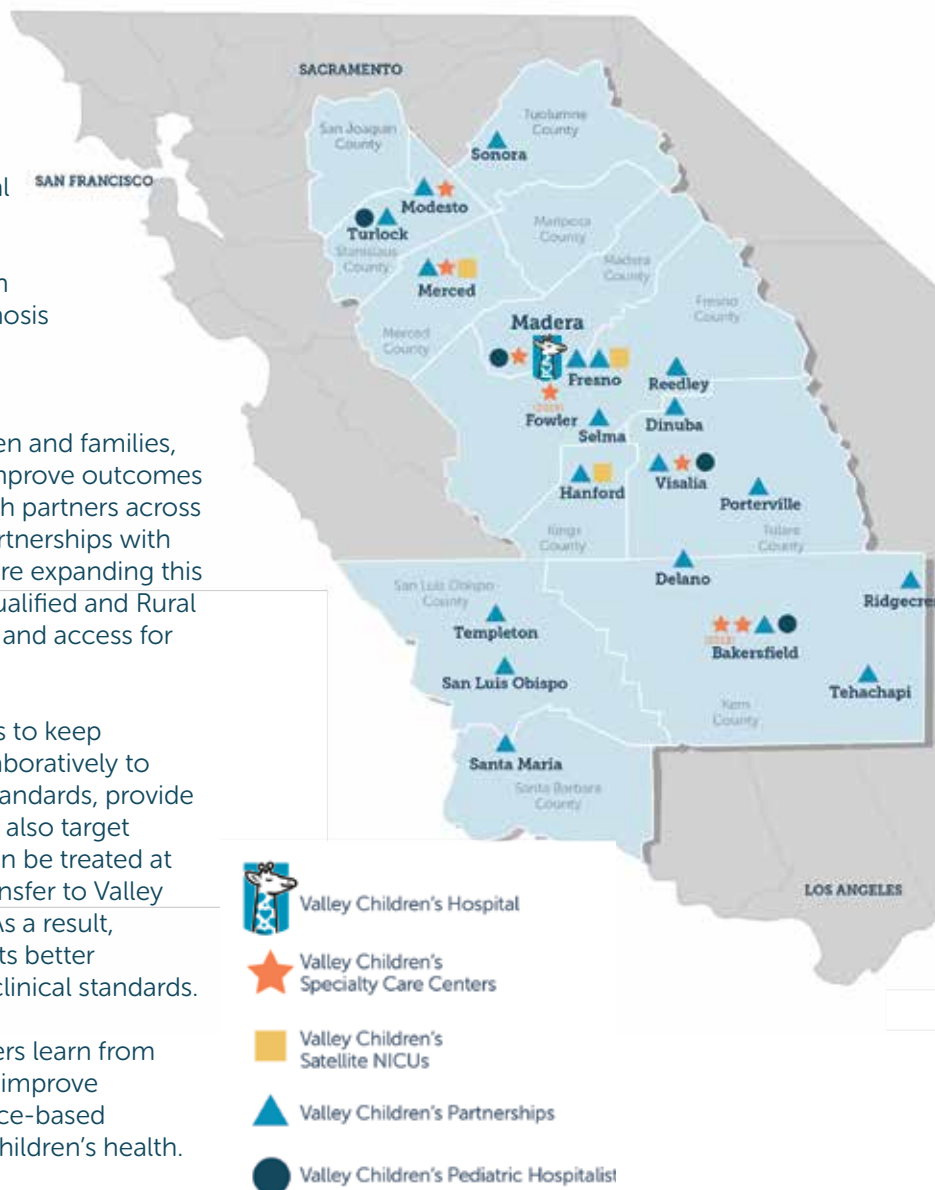 al
n
nosis
en and families,
mprove outcomes
th partners across
rtnerships with
re expanding this
ualified and Rural
and access for
s to keep
aboratively to
tandards, provide
also target
n be treated at
nsfer to Valley
As a result,
ts better
clinical standards.
ers learn from
improve
ce-based
children's health.
SACRAMENTO
SAN FRANCISCO
San Joaquin
County
Tuolumne
County
Sonora
Modesto
Turlock
Stanislaus
County
Mariposa
County
Madera
County
Merced
Merced
County
Fresno
County
Madera
Fresno
Reedley
Fowler
Selma
Dinuba
Hanford
Visalia
Porterville
Kings
County
Tulare
County
Delano
San Luis Obispo
County
Templeton
Ridgecres
Bakersfield
San Luis Obispo
Tehachapi
Kern
County
Santa Maria
Santa Barbara
County
LOS ANGELES
Valley Children's Hospital
Valley Children's
Specialty Care Centers
Valley Children's
Satellite NICUs
Valley Children's Partnerships
Valley Children's Pediatric Hospitalist